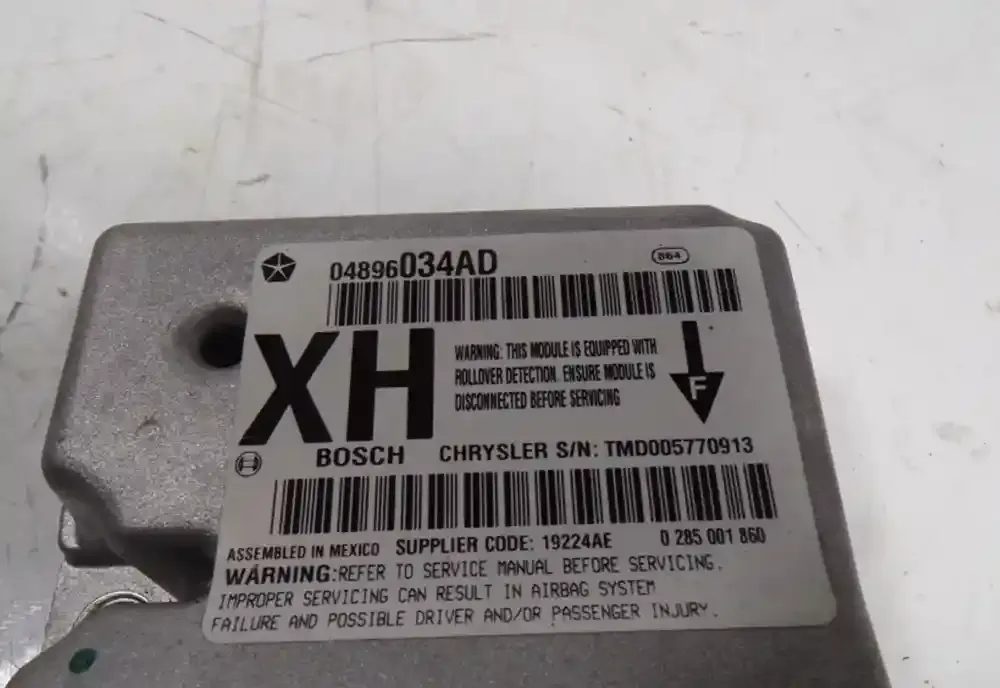 04896034AD
864
XH
WARNING: THIS MODULE IS EQUIPPED WITH
ROLLOVER DETECTION. ENSURE MODULE IS
DISCONNECTED BEFORE SERVICING
F
BOSCH CHRYSLER S/N: TMD005770913
ASSEMBLED IN MEXICO SUPPLIER CODE: 19224AE 0 285 001 860
WARNING:REFER TO SERVICE MANUAL BEFORE SERVICING.
IMPROPER SERVICING CAN RESULT IN AIRBAG SYSTEM
FAILURE AND POSSIBLE DRIVER AND/OR PASSENGER INJURY.